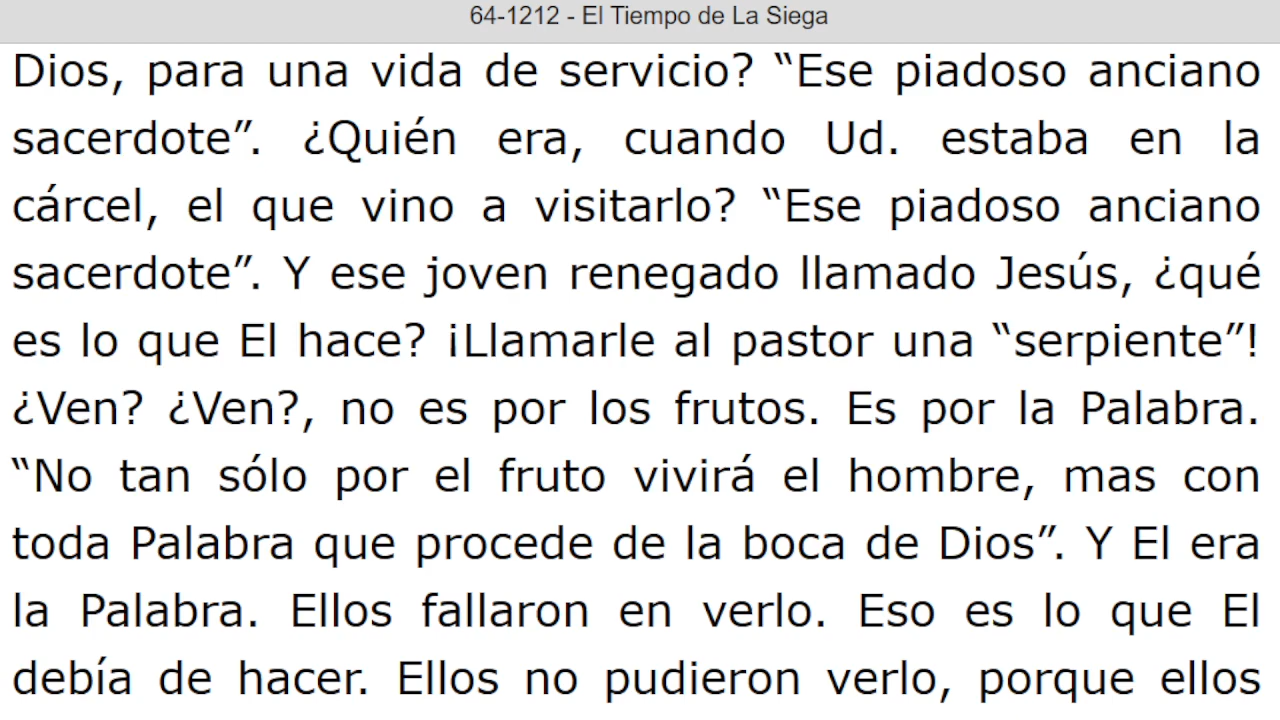 64-1212 - El Tiempo de La Siega
Dios, para una vida de servicio? “Ese piadoso anciano
sacerdote”. ¿Quién era, cuando Ud. estaba en la
cárcel, el que vino a visitarlo? “Ese piadoso anciano
sacerdote”. Y ese joven renegado llamado Jesús, ¿qué
es lo que El hace? ¡Llamarle al pastor una “serpiente”!
¿Ven? ¿Ven?, no es por los frutos. Es por la Palabra.
“No tan sólo por el fruto vivirá el hombre, mas con
toda Palabra que procede de la boca de Dios”. Y El era
la Palabra. Ellos fallaron en verlo. Eso es lo que El
debía de hacer. Ellos no pudieron verlo, porque ellos